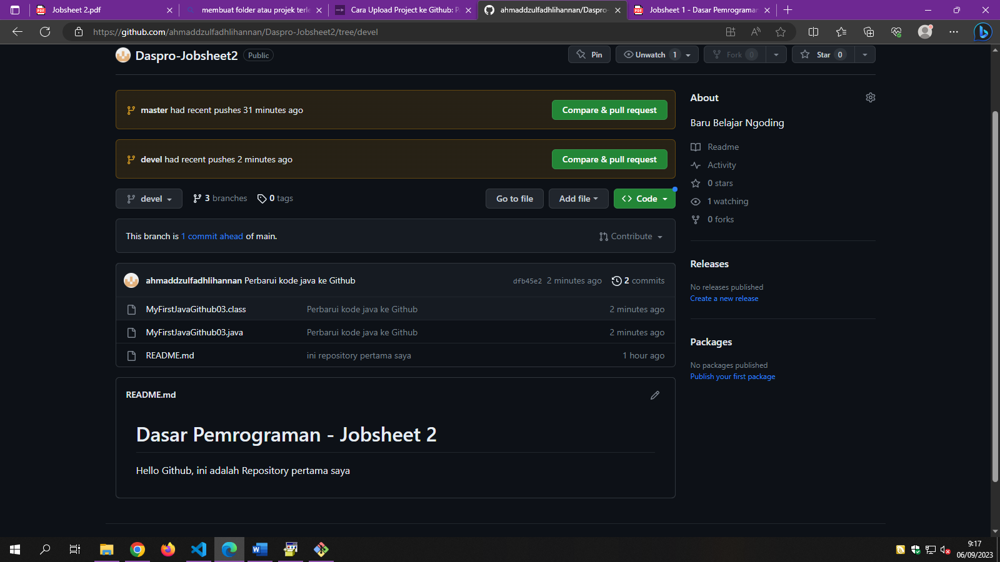 Jobsheet 2.pdf
membuat folder atau projek terle
Cara Upload Project ke Github: P
ahmaddzulfadhlihannan/Daspro-
Jobsheet 1 - Dasar Pemrograman
https://github.com/ahmaddzulfadhlihannan/Daspro-Jobsheet2/tree/devel
Daspro-Jobsheet2 Public
Pin
Unwatch 1
Fork 0
Star 0
master had recent pushes 31 minutes ago
Compare & pull request
devel had recent pushes 2 minutes ago
Compare & pull request
devel
3 branches
0 tags
Go to file
Add file
Code
This branch is 1 commit ahead of main.
Contribute
ahmaddzulfadhlihannan Perbarui kode java ke Github
dfb45e2 2 minutes ago
2 commits
MyFirstJavaGithub03.class
Perbarui kode java ke Github
2 minutes ago
MyFirstJavaGithub03.java
Perbarui kode java ke Github
2 minutes ago
README.md
ini repository pertama saya
1 hour ago
README.md
Dasar Pemrograman - Jobsheet 2
Hello Github, ini adalah Repository pertama saya
About
Baru Belajar Ngoding
Readme
Activity
0 stars
1 watching
0 forks
Releases
No releases published
Create a new release
Packages
No packages published
Publish your first package
9:17
06/09/2023